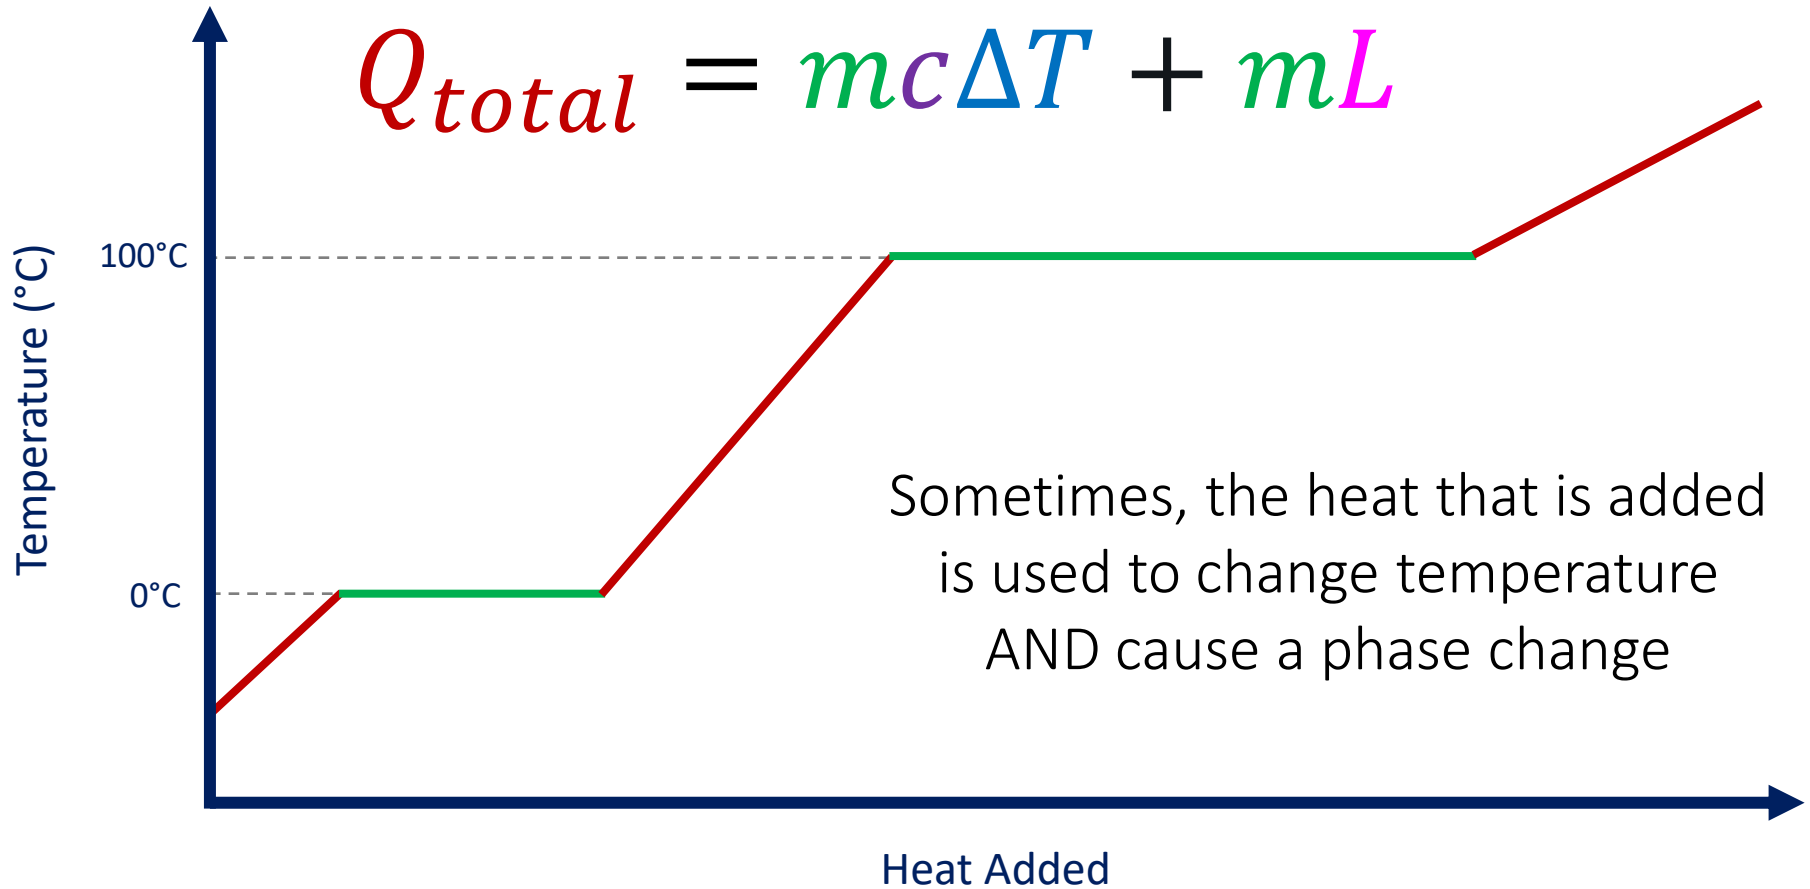 Q_total = mcΔT + mL
100°C
Temperature (°C)
0°C
Sometimes, the heat that is added
is used to change temperature
AND cause a phase change
Heat Added